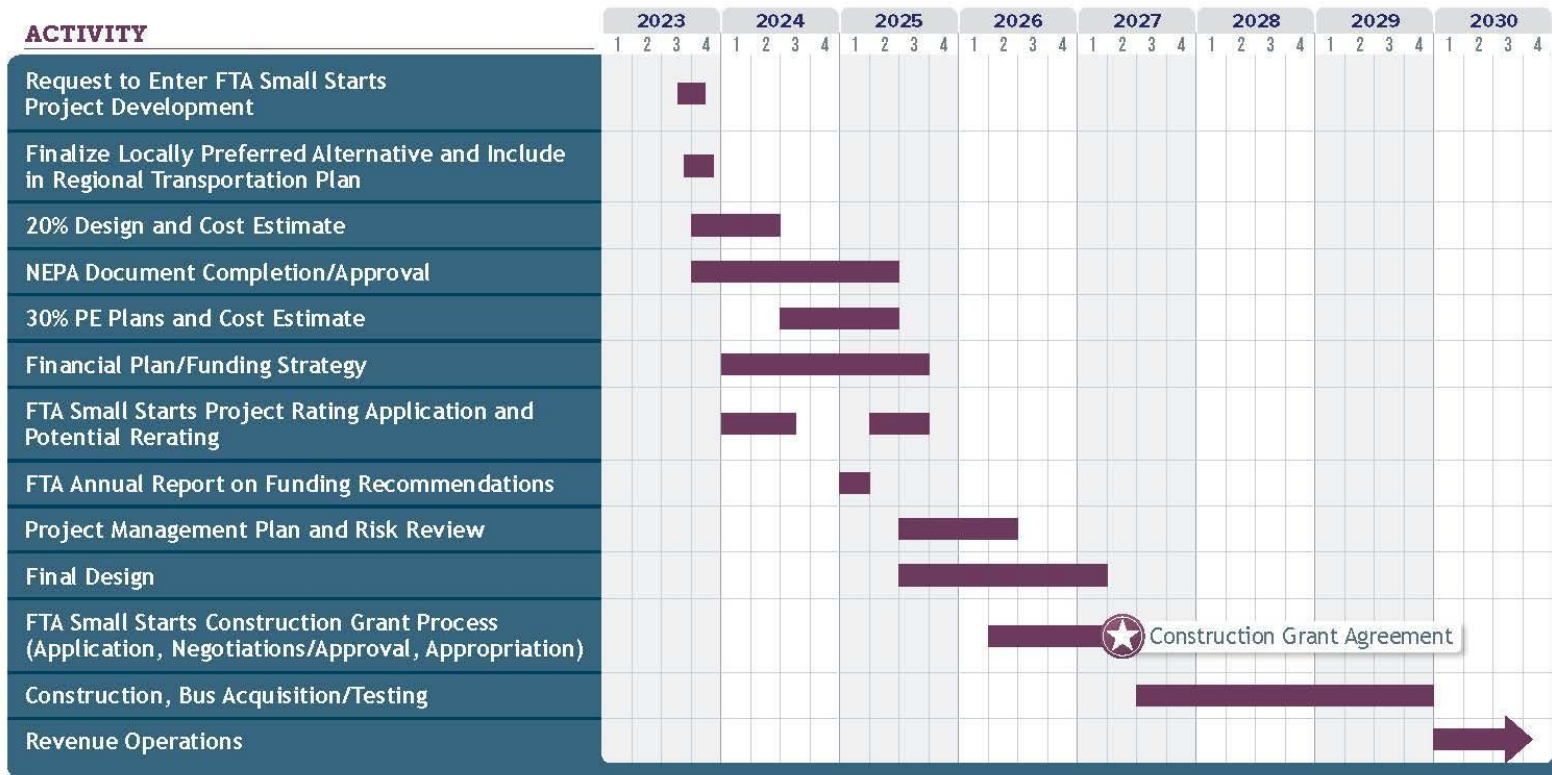 ACTIVITY
2023 2024 2025 2026 2027 2028 2029 2030
1 2 3 4 1 2 3 4 1 2 3 4 1 2 3 4 1 2 3 4 1 2 3 4 1 2 3 4 1 2 3 4
Request to Enter FTA Small Starts
Project Development
Finalize Locally Preferred Alternative and Include
in Regional Transportation Plan
20% Design and Cost Estimate
NEPA Document Completion/Approval
30% PE Plans and Cost Estimate
Financial Plan/Funding Strategy
FTA Small Starts Project Rating Application and
Potential Rerating
FTA Annual Report on Funding Recommendations
Project Management Plan and Risk Review
Final Design
FTA Small Starts Construction Grant Process
(Application, Negotiations/Approval, Appropriation)
Construction Grant Agreement
Construction, Bus Acquisition/Testing
Revenue Operations